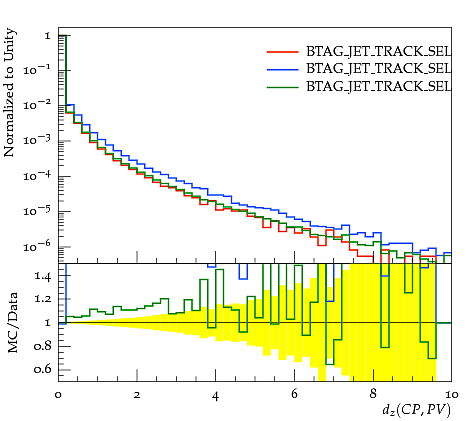 Normalized to Unity
1
10⁻¹
10⁻²
10⁻³
10⁻⁴
10⁻⁵
10⁻⁶
BTAG_JET_TRACK_SEL
BTAG_JET_TRACK_SEL
BTAG_JET_TRACK_SEL
MC/Data
1.4
1.2
1
0.8
0.6
0 2 4 6 8 10
d_z(CP, PV)